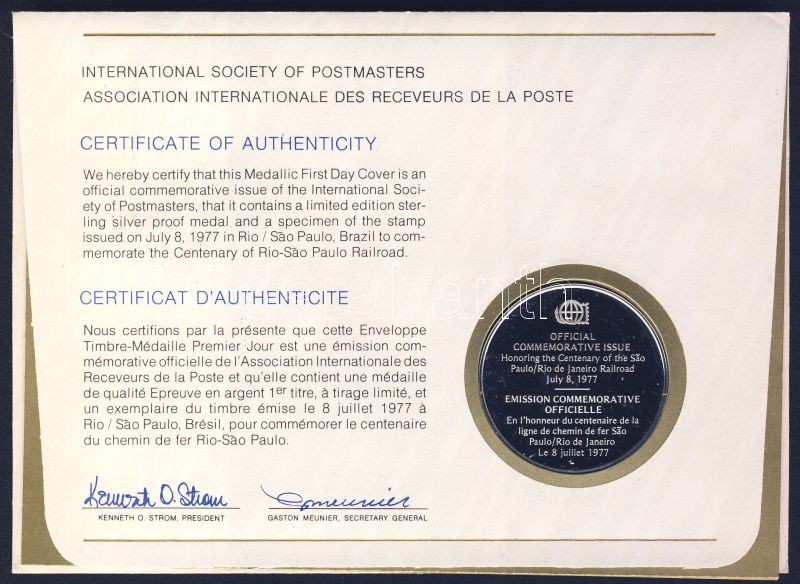 INTERNATIONAL SOCIETY OF POSTMASTERS
ASSOCIATION INTERNATIONALE DES RECEVEURS DE LA POSTE
CERTIFICATE OF AUTHENTICITY
We hereby certify that this Medallic First Day Cover is an
official commemorative issue of the International Soci-
ety of Postmasters, that it contains a limited edition ster-
ling silver proof medal and a specimen of the stamp
issued on July 8, 1977 in Rio / São Paulo, Brazil to com-
memorate the Centenary of Rio-São Paulo Railroad.
CERTIFICAT D'AUTHENTICITE
Nous certifions par la présente que cette Enveloppe
Timbre-Médaille Premier Jour est une émission com-
mémorative officielle de l'Association Internationale des
Receveurs de la Poste et qu'elle contient une médaille
de qualité Epreuve en argent 1er titre, à tirage limité, et
un exemplaire du timbre émise le 8 juillet 1977 à
Rio / São Paulo, Brésil, pour commémorer le centenaire
du chemin de fer Rio-São Paulo.
Kenneth O. Strom
KENNETH O. STROM, PRESIDENT
GMeunier
GASTON MEUNIER, SECRETARY GENERAL
OFFICIAL
COMMEMORATIVE ISSUE
Honoring the Centenary of the São
Paulo/Rio de Janeiro Railroad
July 8, 1977
EMISSION COMMEMORATIVE
OFFICIELLE
En l'honneur du centenaire de la
ligne de chemin de fer São
Paulo/Rio de Janeiro
Le 8 juillet 1977